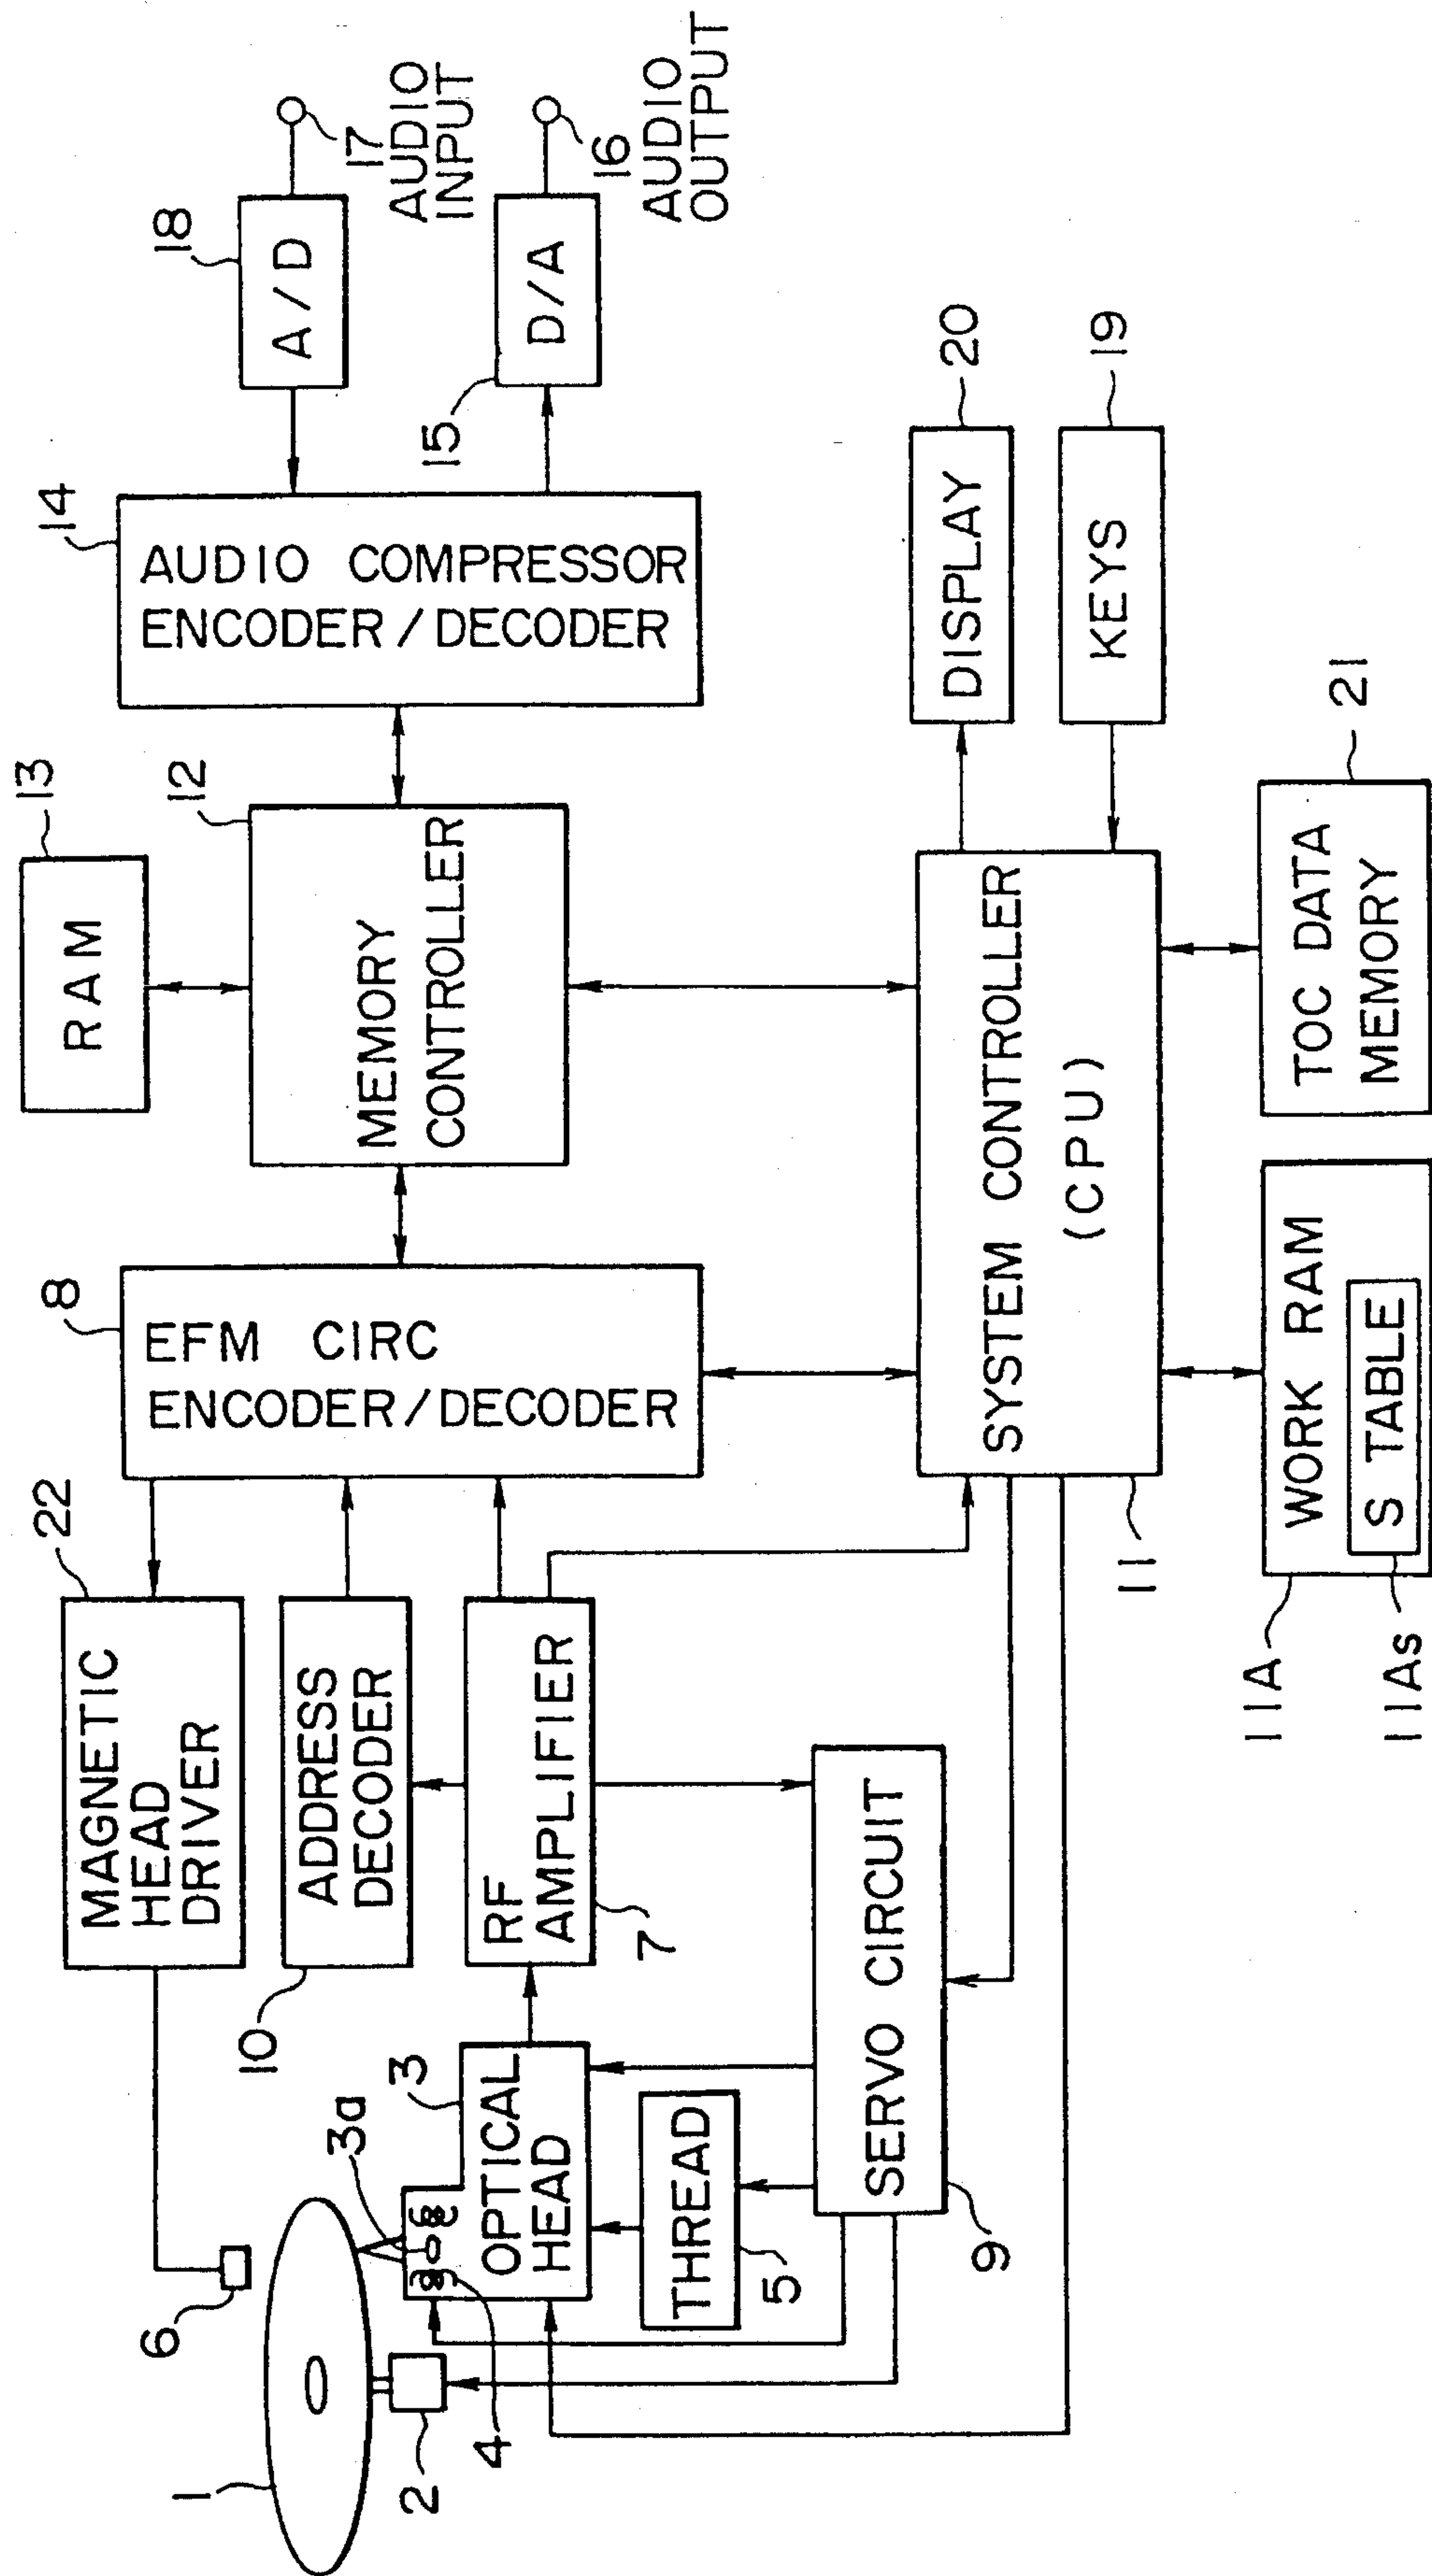 13
RAM
12
MEMORY
CONTROLLER
14
AUDIO COMPRESSOR
ENCODER/DECODER
18
A/D
17
AUDIO
INPUT
15
D/A
16
AUDIO
OUTPUT
8
EFM CIRC
ENCODER/DECODER
22
MAGNETIC
HEAD
DRIVER
10
ADDRESS
DECODER
RF
AMPLIFIER
7
6
1
2
3a
3
4
OPTICAL
HEAD
THREAD
5
SERVO CIRCUIT
9
SYSTEM CONTROLLER
(CPU)
11
DISPLAY
20
KEYS
19
WORK RAM
S TABLE
11A
11As
TOC DATA
MEMORY
21